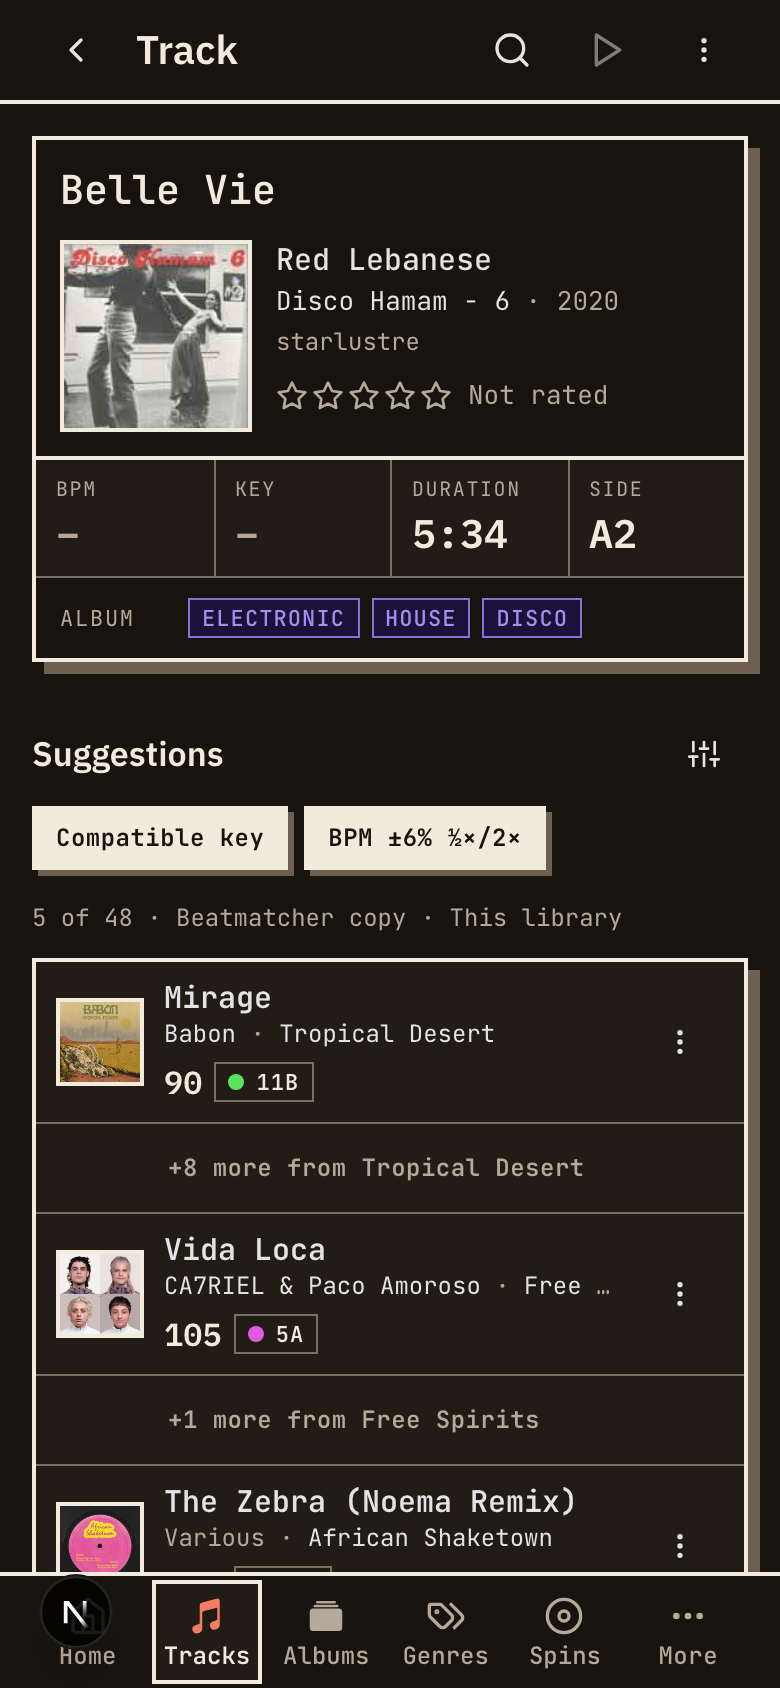 Track
Belle Vie
Disco Hamam - 6
Red Lebanese
Disco Hamam - 6 · 2020
starlustre
Not rated
BPM
KEY
DURATION
SIDE
–
–
5:34
A2
ALBUM
ELECTRONIC
HOUSE
DISCO
Suggestions
Compatible key
BPM ±6% ½×/2×
5 of 48 · Beatmatcher copy · This library
BABON
Mirage
Babon · Tropical Desert
90
11B
+8 more from Tropical Desert
Vida Loca
CA7RIEL & Paco Amoroso · Free …
105
5A
+1 more from Free Spirits
African
Shaketown
The Zebra (Noema Remix)
Various · African Shaketown
N
Home
Tracks
Albums
Genres
Spins
More